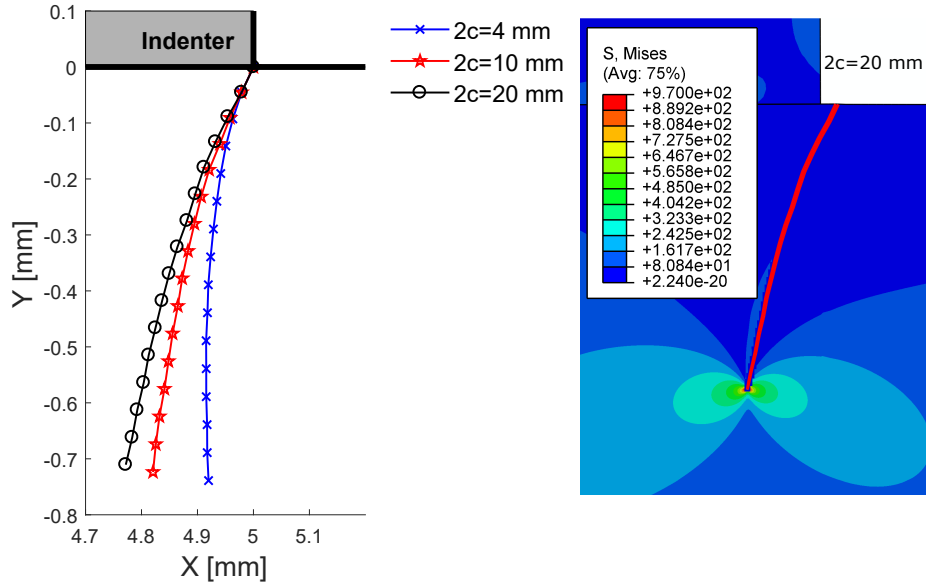 0.1
0
-0.1
-0.2
-0.3
-0.4
-0.5
-0.6
-0.7
-0.8
Y [mm]
4.7 4.8 4.9 5 5.1
X [mm]
Indenter
2c=4 mm
2c=10 mm
2c=20 mm
S, Mises
(Avg: 75%)
+9.700e+02
+8.892e+02
+8.084e+02
+7.275e+02
+6.467e+02
+5.658e+02
+4.850e+02
+4.042e+02
+3.233e+02
+2.425e+02
+1.617e+02
+8.084e+01
+2.240e-20
2c=20 mm